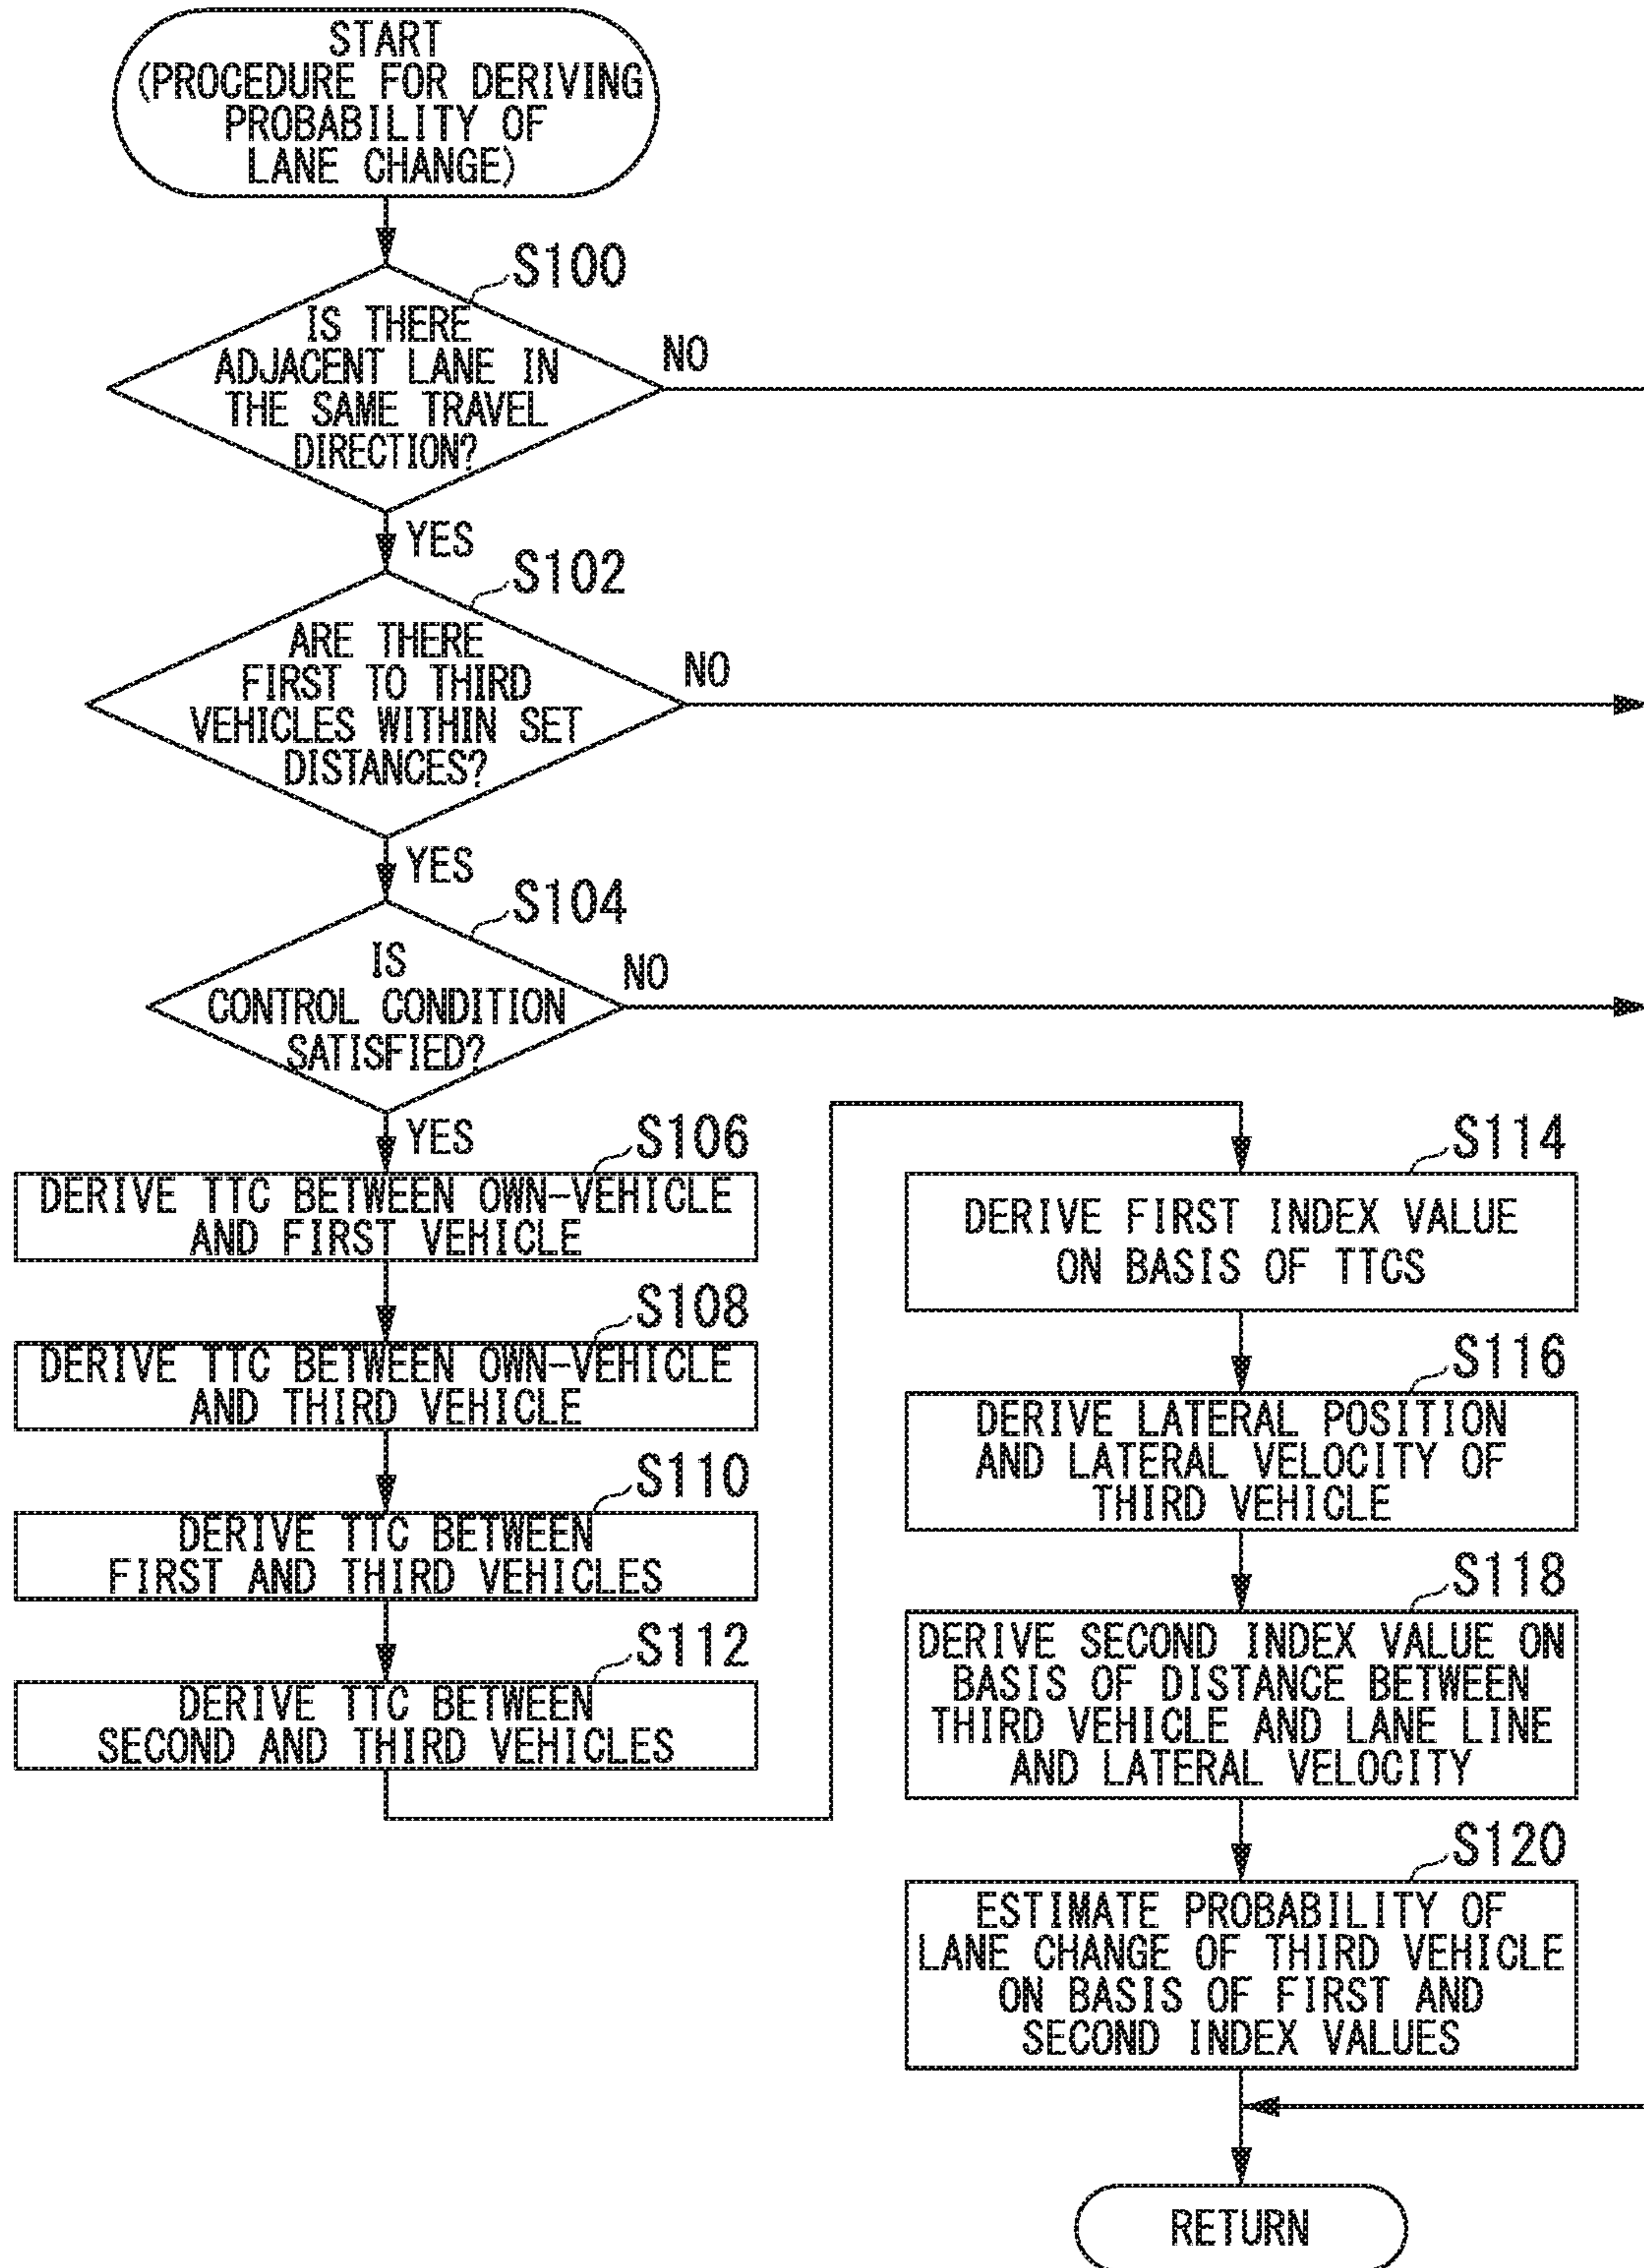 START
(PROCEDURE FOR DERIVING
PROBABILITY OF
LANE CHANGE)
S100
IS THERE
ADJACENT LANE IN
THE SAME TRAVEL
DIRECTION?
NO
YES
S102
ARE THERE
FIRST TO THIRD
VEHICLES WITHIN SET
DISTANCES?
NO
YES
S104
IS
CONTROL CONDITION
SATISFIED?
NO
YES
S106
DERIVE TTC BETWEEN OWN-VEHICLE
AND FIRST VEHICLE
S108
DERIVE TTC BETWEEN OWN-VEHICLE
AND THIRD VEHICLE
S110
DERIVE TTC BETWEEN
FIRST AND THIRD VEHICLES
S112
DERIVE TTC BETWEEN
SECOND AND THIRD VEHICLES
S114
DERIVE FIRST INDEX VALUE
ON BASIS OF TTCS
S116
DERIVE LATERAL POSITION
AND LATERAL VELOCITY OF
THIRD VEHICLE
S118
DERIVE SECOND INDEX VALUE ON
BASIS OF DISTANCE BETWEEN
THIRD VEHICLE AND LANE LINE
AND LATERAL VELOCITY
S120
ESTIMATE PROBABILITY OF
LANE CHANGE OF THIRD VEHICLE
ON BASIS OF FIRST AND
SECOND INDEX VALUES
RETURN